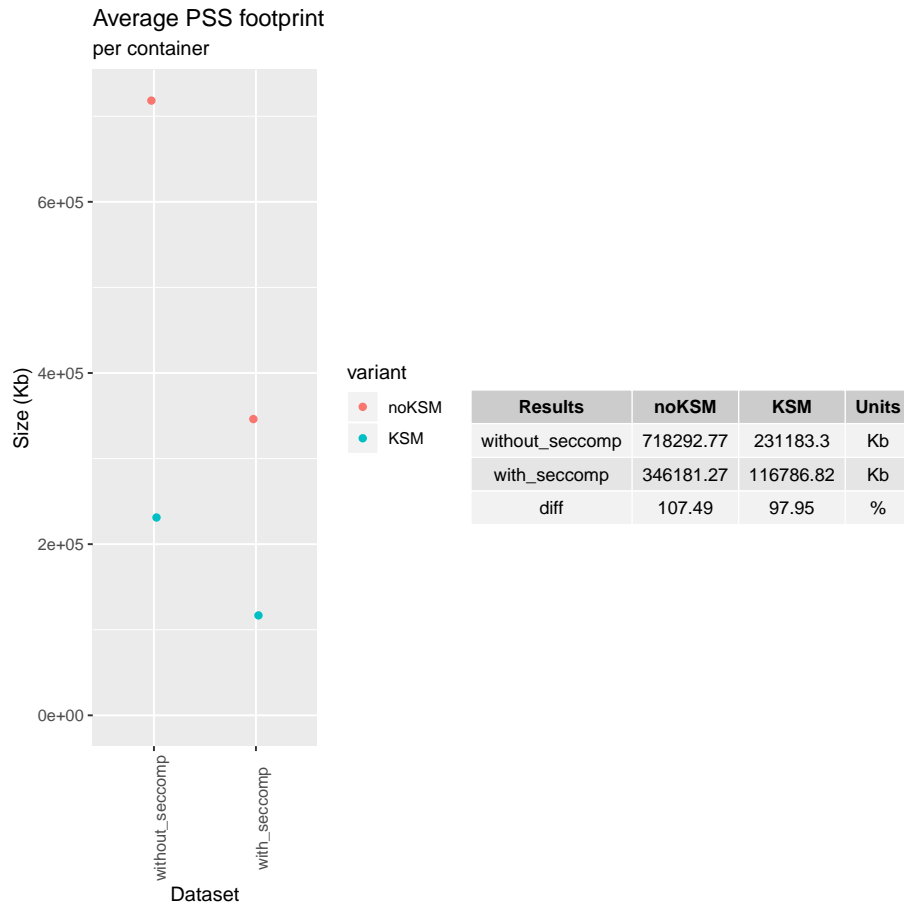 Average PSS footprint
per container
Size (Kb)
6e+05
4e+05
2e+05
0e+00
without_seccomp
with_seccomp
Dataset
variant
noKSM
KSM
Results noKSM KSM Units
without_seccomp 718292.77 231183.3 Kb
with_seccomp 346181.27 116786.82 Kb
diff 107.49 97.95 %